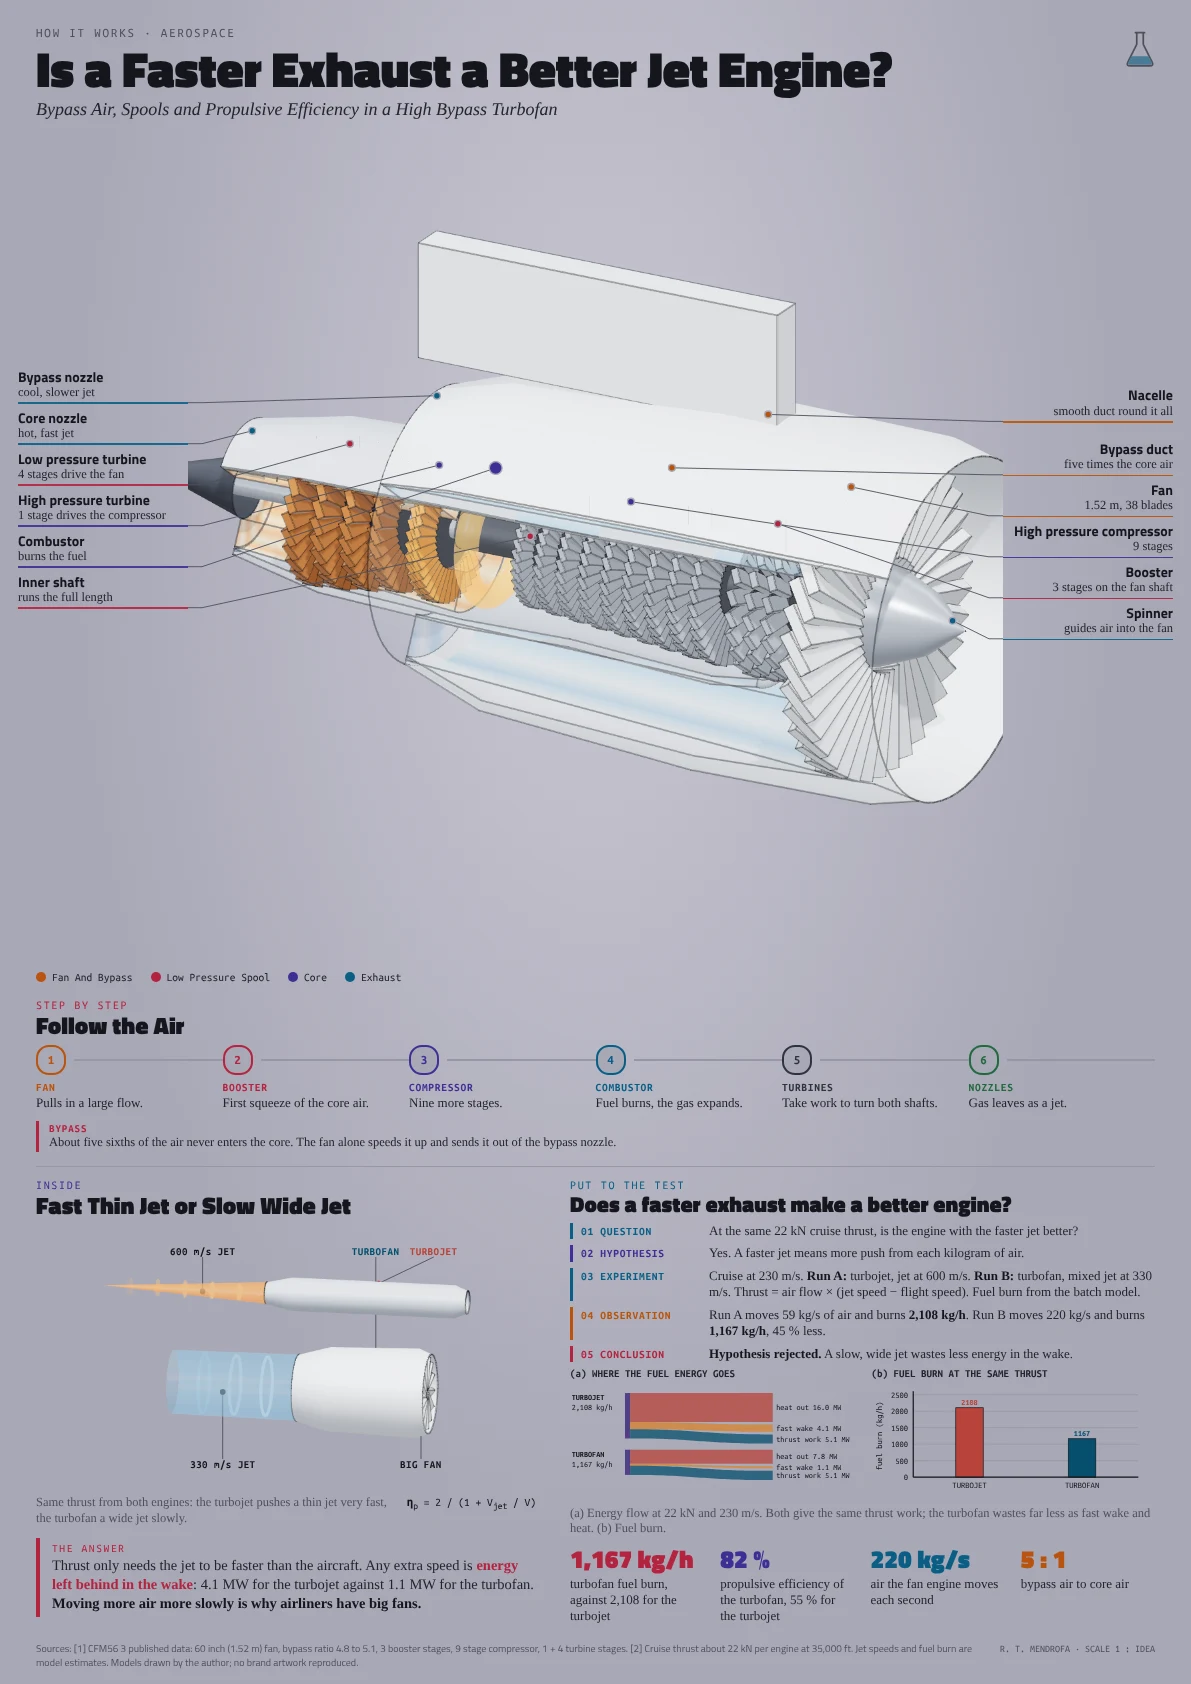 HOW IT WORKS · AEROSPACE
Is a Faster Exhaust a Better Jet Engine?
Bypass Air, Spools and Propulsive Efficiency in a High Bypass Turbofan
Bypass nozzle
cool, slower jet
Core nozzle
hot, fast jet
Low pressure turbine
4 stages drive the fan
High pressure turbine
1 stage drives the compressor
Combustor
burns the fuel
Inner shaft
runs the full length
Nacelle
smooth duct round it all
Bypass duct
five times the core air
Fan
1.52 m, 38 blades
High pressure compressor
9 stages
Booster
3 stages on the fan shaft
Spinner
guides air into the fan
Fan And Bypass
Low Pressure Spool
Core
Exhaust
STEP BY STEP
Follow the Air
1
2
3
4
5
6
FAN
BOOSTER
COMPRESSOR
COMBUSTOR
TURBINES
NOZZLES
Pulls in a large flow.
First squeeze of the core air.
Nine more stages.
Fuel burns, the gas expands.
Take work to turn both shafts.
Gas leaves as a jet.
BYPASS
About five sixths of the air never enters the core. The fan alone speeds it up and sends it out of the bypass nozzle.
INSIDE
Fast Thin Jet or Slow Wide Jet
600 m/s JET
TURBOFAN
TURBOJET
330 m/s JET
BIG FAN
Same thrust from both engines: the turbojet pushes a thin jet very fast,
the turbofan a wide jet slowly.
ηp = 2 / (1 + Vjet / V)
THE ANSWER
Thrust only needs the jet to be faster than the aircraft. Any extra speed is energy
left behind in the wake: 4.1 MW for the turbojet against 1.1 MW for the turbofan.
Moving more air more slowly is why airliners have big fans.
PUT TO THE TEST
Does a faster exhaust make a better engine?
01 QUESTION
At the same 22 kN cruise thrust, is the engine with the faster jet better?
02 HYPOTHESIS
Yes. A faster jet means more push from each kilogram of air.
03 EXPERIMENT
Cruise at 230 m/s. Run A: turbojet, jet at 600 m/s. Run B: turbofan, mixed jet at 330
m/s. Thrust = air flow × (jet speed − flight speed). Fuel burn from the batch model.
04 OBSERVATION
Run A moves 59 kg/s of air and burns 2,108 kg/h. Run B moves 220 kg/s and burns
1,167 kg/h, 45 % less.
05 CONCLUSION
Hypothesis rejected. A slow, wide jet wastes less energy in the wake.
(a) WHERE THE FUEL ENERGY GOES
TURBOJET
2,108 kg/h
heat out 16.0 MW
fast wake 4.1 MW
thrust work 5.1 MW
TURBOFAN
1,167 kg/h
heat out 7.8 MW
fast wake 1.1 MW
thrust work 5.1 MW
(b) FUEL BURN AT THE SAME THRUST
fuel burn (kg/h)
2500
2000
1500
1000
500
0
2108
1167
TURBOJET
TURBOFAN
(a) Energy flow at 22 kN and 230 m/s. Both give the same thrust work; the turbofan wastes far less as fast wake and
heat. (b) Fuel burn.
1,167 kg/h
turbofan fuel burn,
against 2,108 for the
turbojet
82 %
propulsive efficiency of
the turbofan, 55 % for
the turbojet
220 kg/s
air the fan engine moves
each second
5 : 1
bypass air to core air
Sources: [1] CFM56 3 published data: 60 inch (1.52 m) fan, bypass ratio 4.8 to 5.1, 3 booster stages, 9 stage compressor, 1 + 4 turbine stages. [2] Cruise thrust about 22 kN per engine at 35,000 ft. Jet speeds and fuel burn are
model estimates. Models drawn by the author; no brand artwork reproduced.
R. T. MENDROFA · SCALE 1 : IDEA